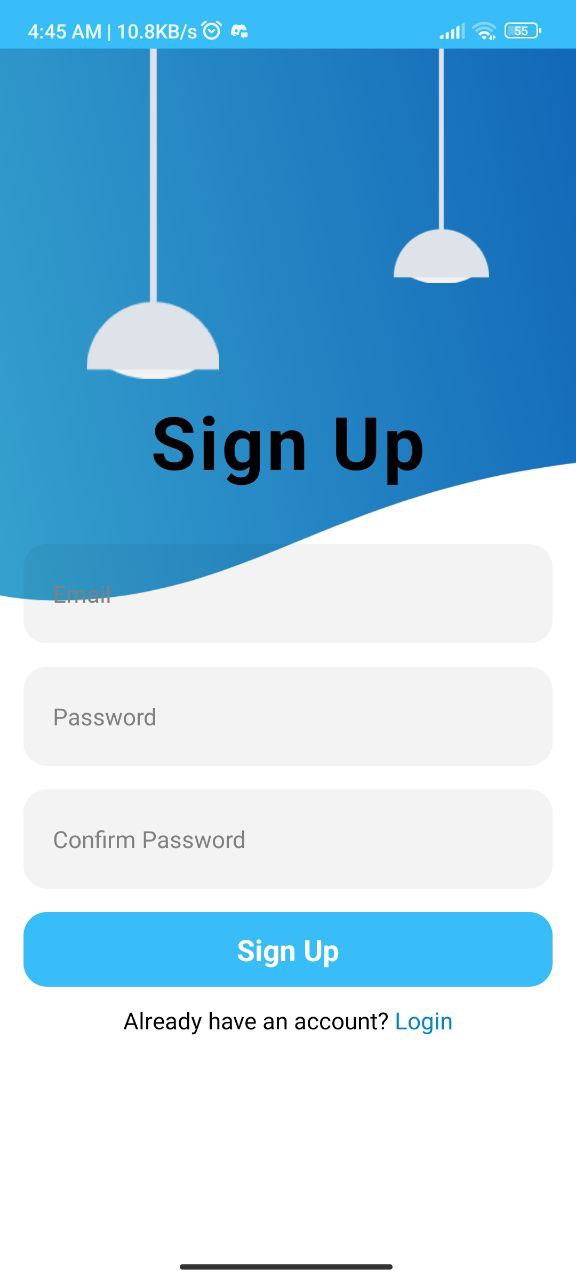 4:45 AM | 10.8KB/s 55
Sign Up
Email
Password
Confirm Password
Sign Up
Already have an account? Login